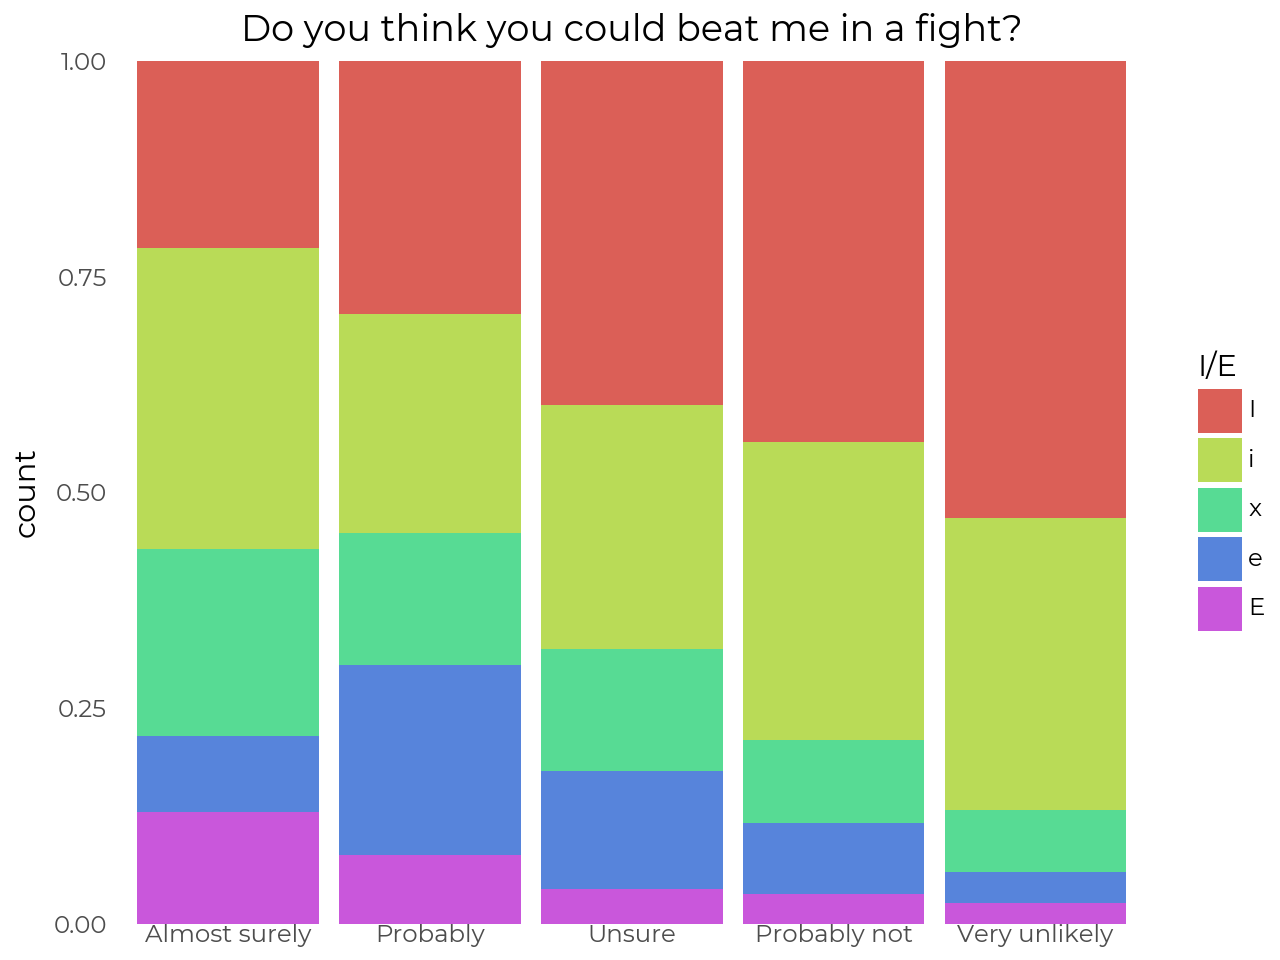 Do you think you could beat me in a fight?
1.00
0.75
0.50
0.25
0.00
count
Almost surely
Probably
Unsure
Probably not
Very unlikely
I/E
I
i
x
e
E